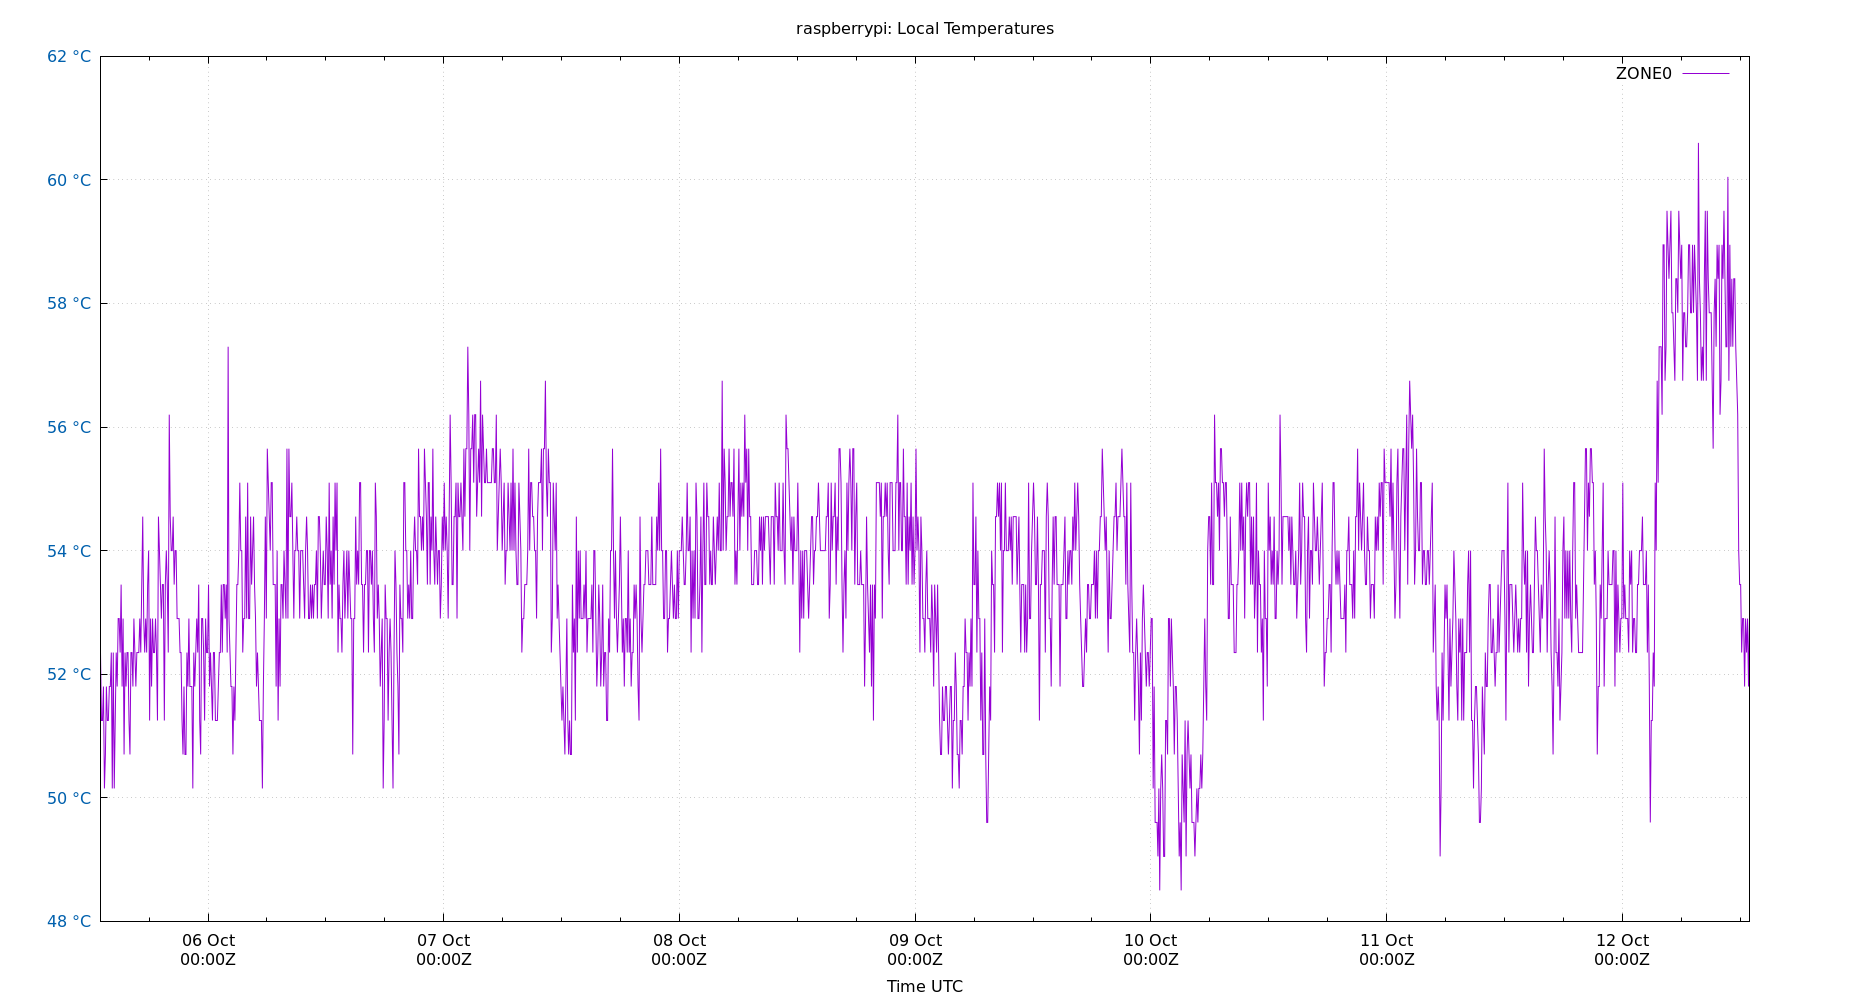 raspberrypi: Local Temperatures
62 °C
ZONE0
60 °C
58 °C
56 °C
54 °C
52 °C
50 °C
48 °C
06 Oct 07 Oct 08 Oct 09 Oct 10 Oct 11 Oct 12 Oct
00:00Z 00:00Z 00:00Z 00:00Z 00:00Z 00:00Z 00:00Z
Time UTC